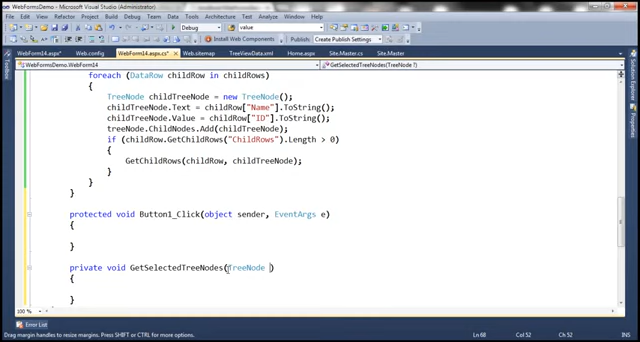 WebFormsDemo - Microsoft Visual Studio (Administrator)
File Edit View Refactor Project Build Debug Team Data Tools Architecture Test Analyze Window Help
Debug value
Publish: Create Publish Settings
WebForm14.aspx* Web.config WebForm14.aspx.cs* Web.sitemap TreeViewData.xml Home.aspx Site.Master.cs Site.Master
WebFormsDemo.WebForm14 GetSelectedTreeNodes(TreeNode ?)
Toolbox
Solution Explorer
Properties
foreach (DataRow childRow in childRows)
{
TreeNode childTreeNode = new TreeNode();
childTreeNode.Text = childRow["Name"].ToString();
childTreeNode.Value = childRow["ID"].ToString();
treeNode.ChildNodes.Add(childTreeNode);
if (childRow.GetChildRows("ChildRows").Length > 0)
{
GetChildRows(childRow, childTreeNode);
}
}
}
protected void Button1_Click(object sender, EventArgs e)
{
}
private void GetSelectedTreeNodes(TreeNode )
{
}
100 %
Error List
Drag margin handles to resize margins. Press SHIFT or CTRL for more options. Ln 68 Col 52 Ch 52 INS